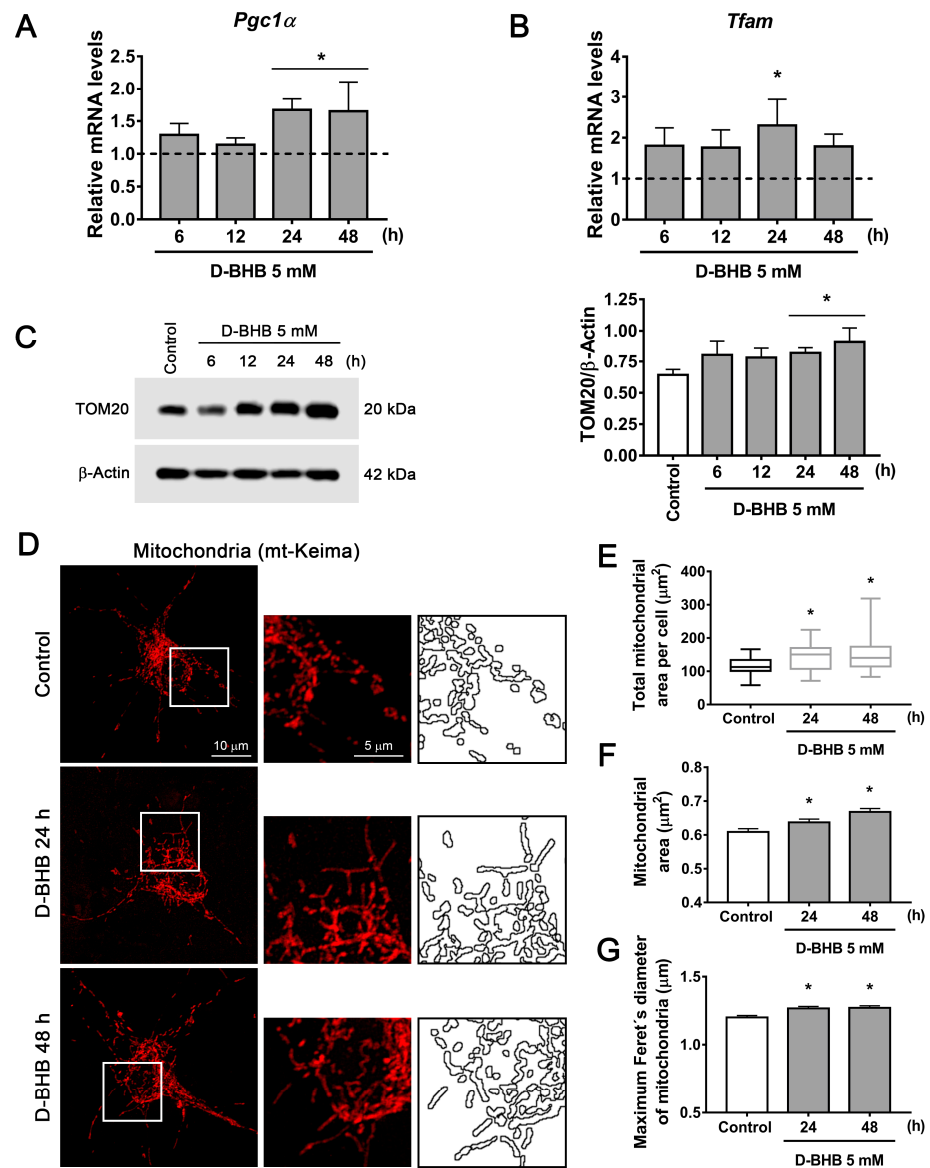 A
Pgc1α
Relative mRNA levels
2.5
2.0
1.5
1.0
0.5
0.0
*
6 12 24 48 (h)
D-BHB 5 mM
B
Tfam
Relative mRNA levels
4
3
2
1
0
*
6 12 24 48 (h)
D-BHB 5 mM
C
Control
D-BHB 5 mM
6 12 24 48 (h)
TOM20 20 kDa
β-Actin 42 kDa
TOM20/β-Actin
1.25
1.00
0.75
0.50
0.25
0.00
*
Control 6 12 24 48 (h)
D-BHB 5 mM
D
Mitochondria (mt-Keima)
Control
10 μm
5 μm
D-BHB 24 h
D-BHB 48 h
E
Total mitochondrial
area per cell (μm²)
400
300
200
100
0
* *
Control 24 48 (h)
D-BHB 5 mM
F
Mitochondrial
area (μm²)
0.8
0.7
0.6
0.5
0.4
* *
Control 24 48 (h)
D-BHB 5 mM
G
Maximum Feret´s diameter
of mitochondria (μm)
1.5
1.2
0.5
* *
Control 24 48 (h)
D-BHB 5 mM